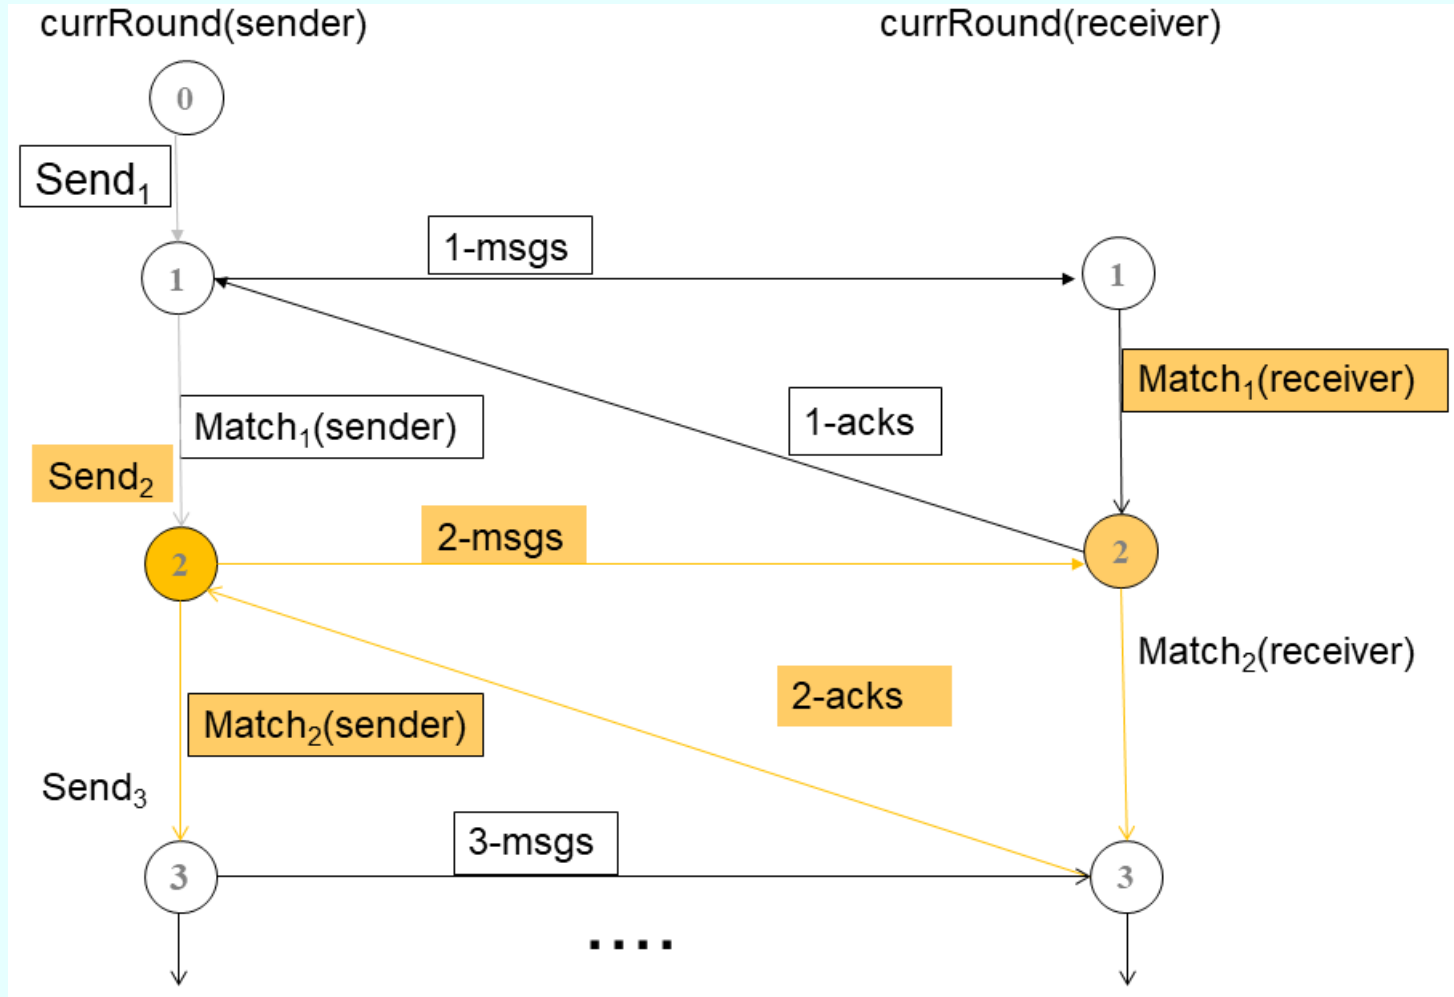 currRound(sender)
currRound(receiver)
0
Send₁
1-msgs
1
1
Match₁(receiver)
1-acks
Match₁(sender)
Send₂
2-msgs
2
2
Match₂(receiver)
2-acks
Match₂(sender)
Send₃
3-msgs
3
3
....